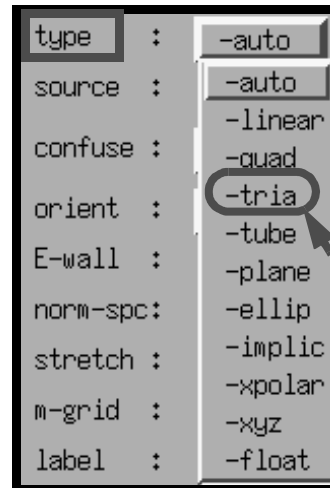 type : -auto
source : -auto
-linear
confuse : -quad
-tria
orient :
-tube
E-wall :
-plane
norm-spc: -ellip
stretch : -implic
-xpolar
m-grid :
-xyz
label : -float